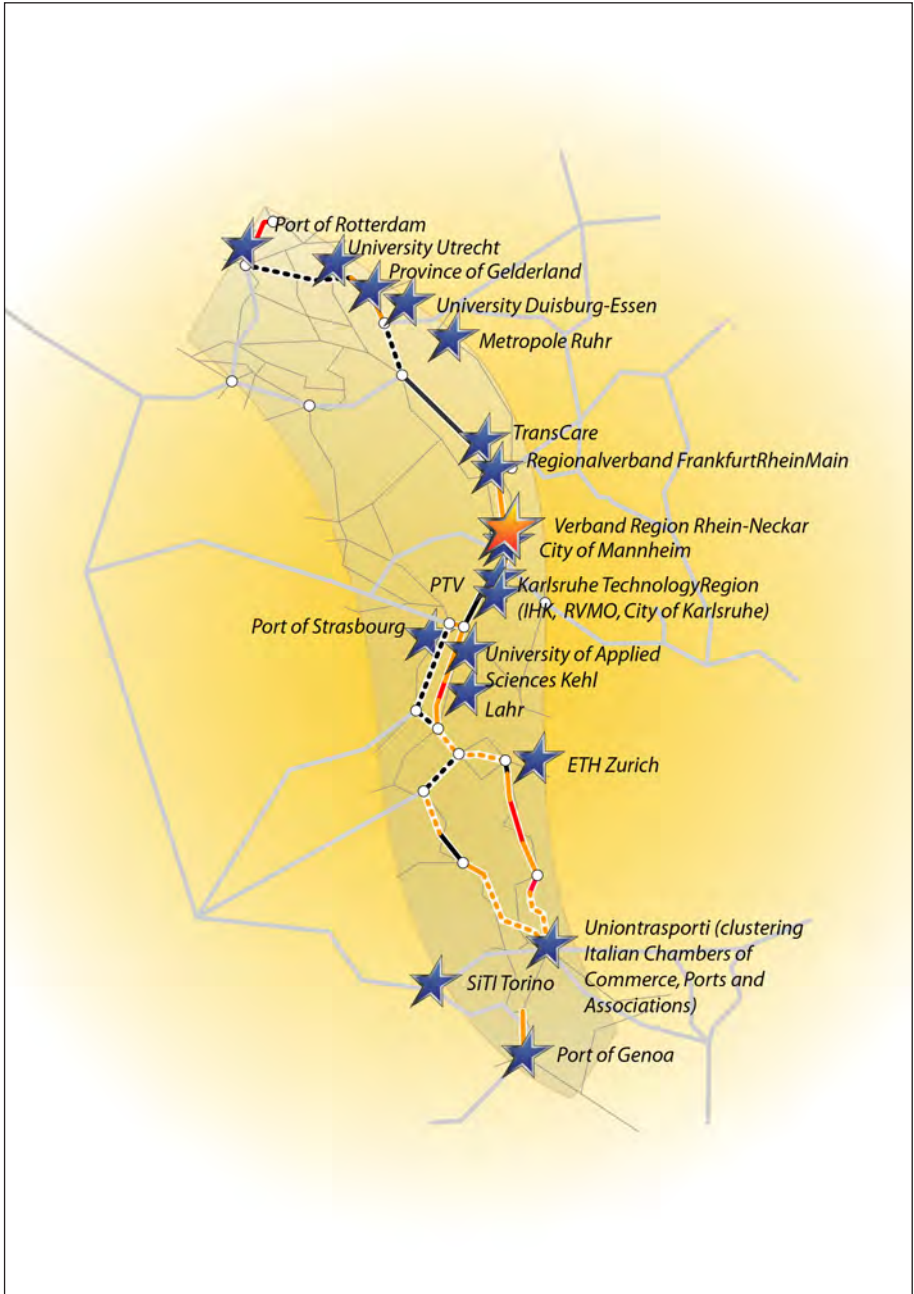 Port of Rotterdam
University Utrecht
Province of Gelderland
University Duisburg-Essen
Metropole Ruhr
TransCare
Regionalverband FrankfurtRheinMain
Verband Region Rhein-Neckar
City of Mannheim
PTV
Karlsruhe TechnologyRegion
(IHK, RVMO, City of Karlsruhe)
Port of Strasbourg
University of Applied
Sciences Kehl
Lahr
ETH Zurich
Uniontrasporti (clustering
Italian Chambers of
Commerce, Ports and
Associations)
SiTI Torino
Port of Genoa